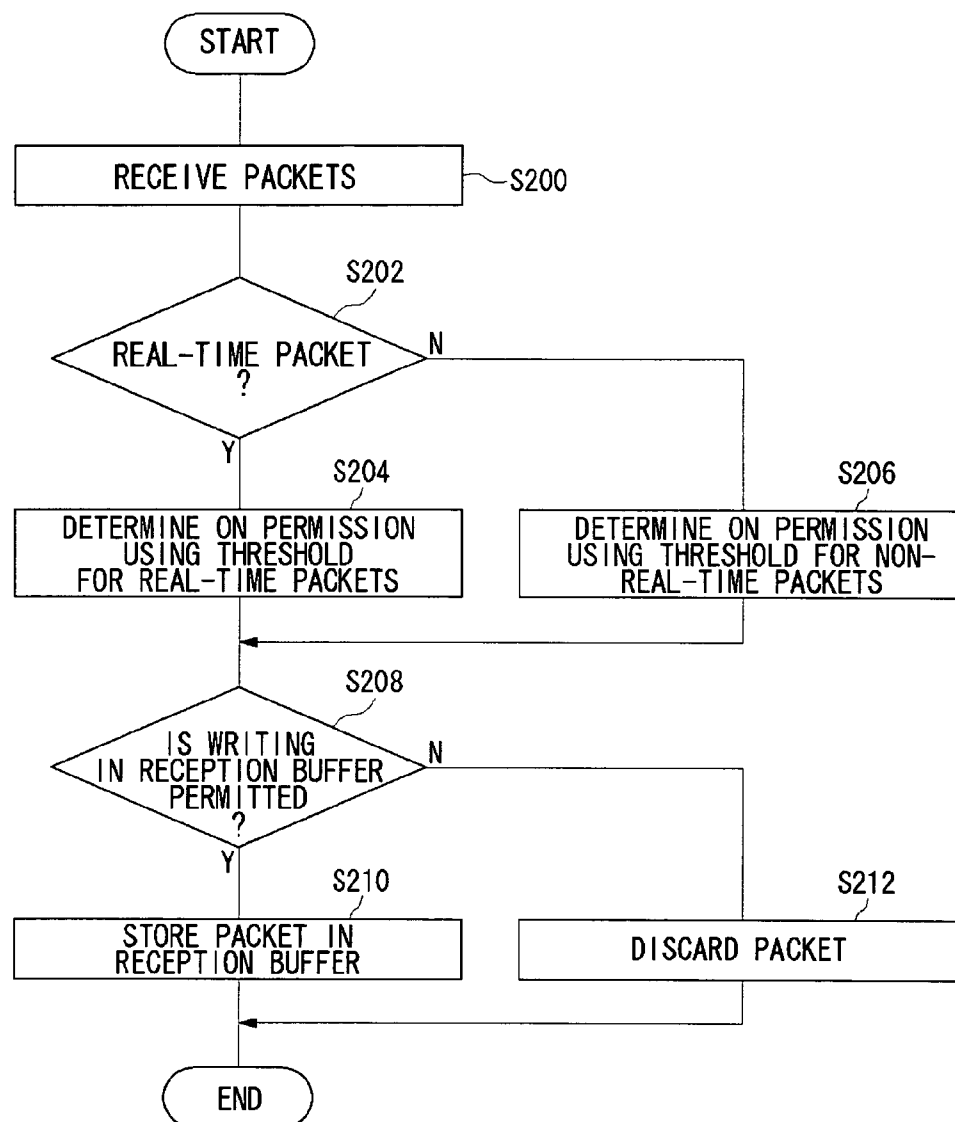 START
RECEIVE PACKETS
S200
S202
REAL-TIME PACKET
?
N
Y
S204
DETERMINE ON PERMISSION
USING THRESHOLD
FOR REAL-TIME PACKETS
S206
DETERMINE ON PERMISSION
USING THRESHOLD FOR NON-
REAL-TIME PACKETS
S208
IS WRITING
IN RECEPTION BUFFER
PERMITTED
?
N
Y
S210
STORE PACKET IN
RECEPTION BUFFER
S212
DISCARD PACKET
END